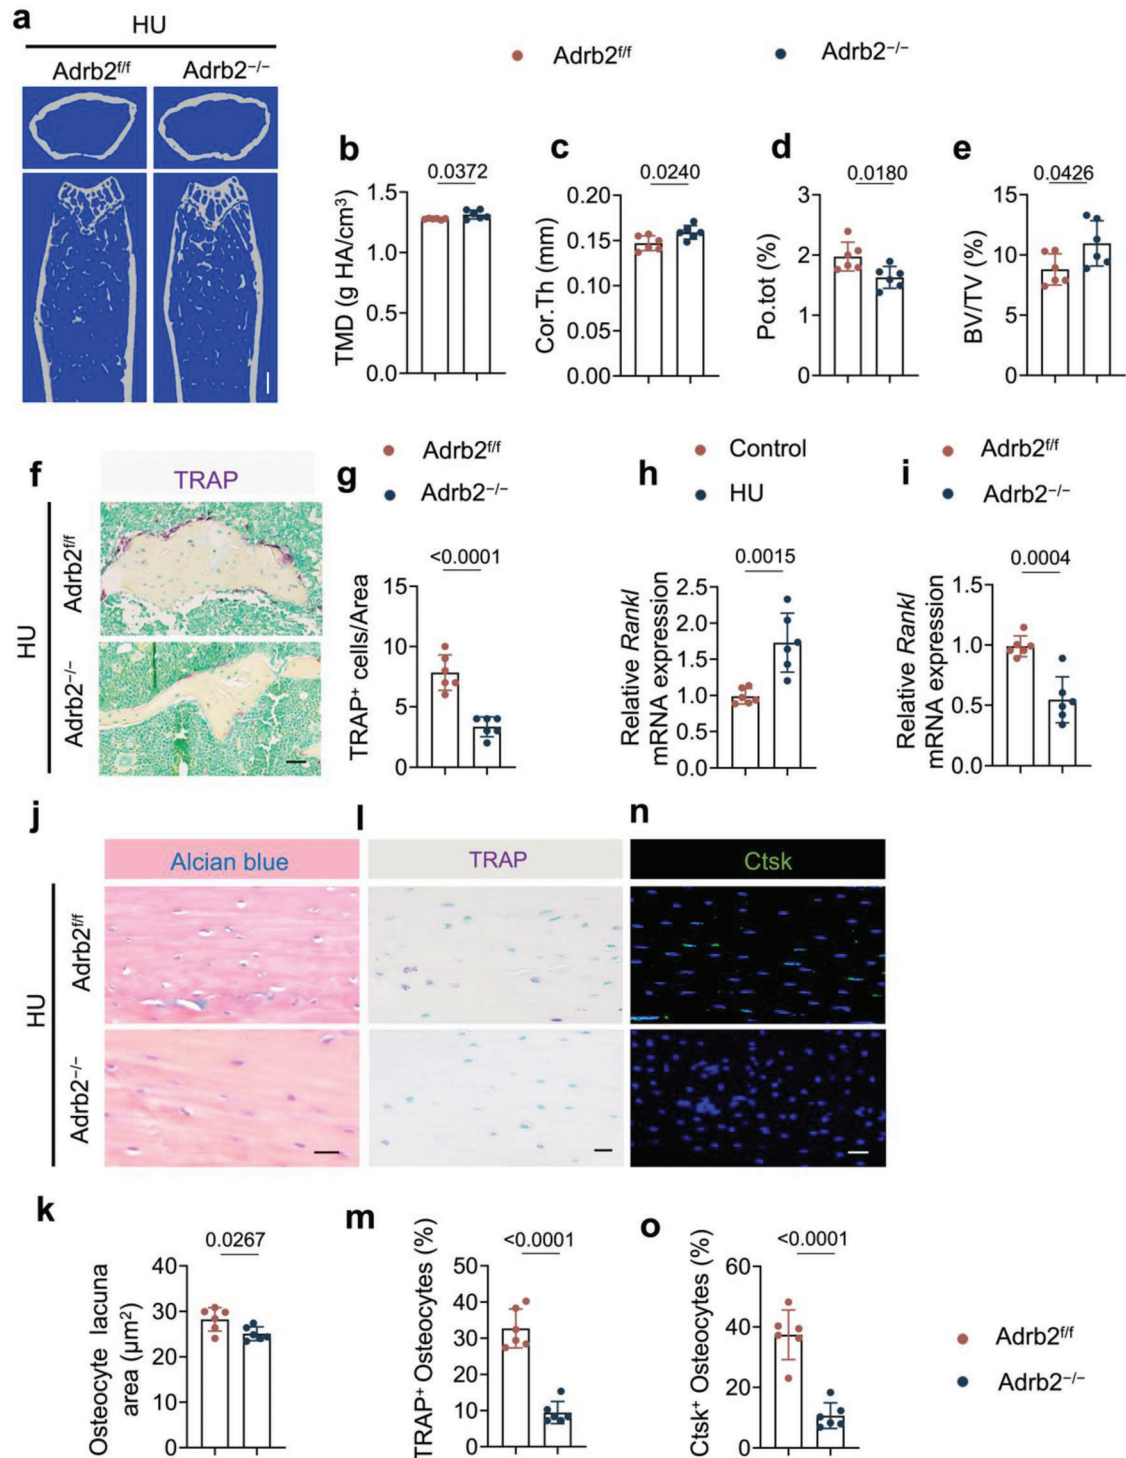 a
HU
Adrb2f/f Adrb2−/−
Adrb2f/f
Adrb2−/−
b
0.0372
TMD (g HA/cm3)
1.5
1.0
0.5
0.0
c
0.0240
Cor.Th (mm)
0.20
0.15
0.10
0.05
0.00
d
0.0180
Po.tot (%)
3
2
1
0
e
0.0426
BV/TV (%)
15
10
5
0
f
TRAP
HU
Adrb2f/f
Adrb2−/−
g
Adrb2f/f
Adrb2−/−
<0.0001
TRAP+ cells/Area
15
10
5
0
h
Control
HU
0.0015
Relative Rankl
mRNA expression
2.5
2.0
1.5
1.0
0.5
0.0
i
Adrb2f/f
Adrb2−/−
0.0004
Relative Rankl
mRNA expression
1.5
1.0
0.5
0.0
j
Alcian blue
HU
Adrb2f/f
Adrb2−/−
l
TRAP
n
Ctsk
k
0.0267
Osteocyte lacuna
area (µm2)
40
30
20
10
0
m
<0.0001
TRAP+ Osteocytes (%)
50
40
30
20
10
0
o
<0.0001
Ctsk+ Osteocytes (%)
60
40
20
0
Adrb2f/f
Adrb2−/−